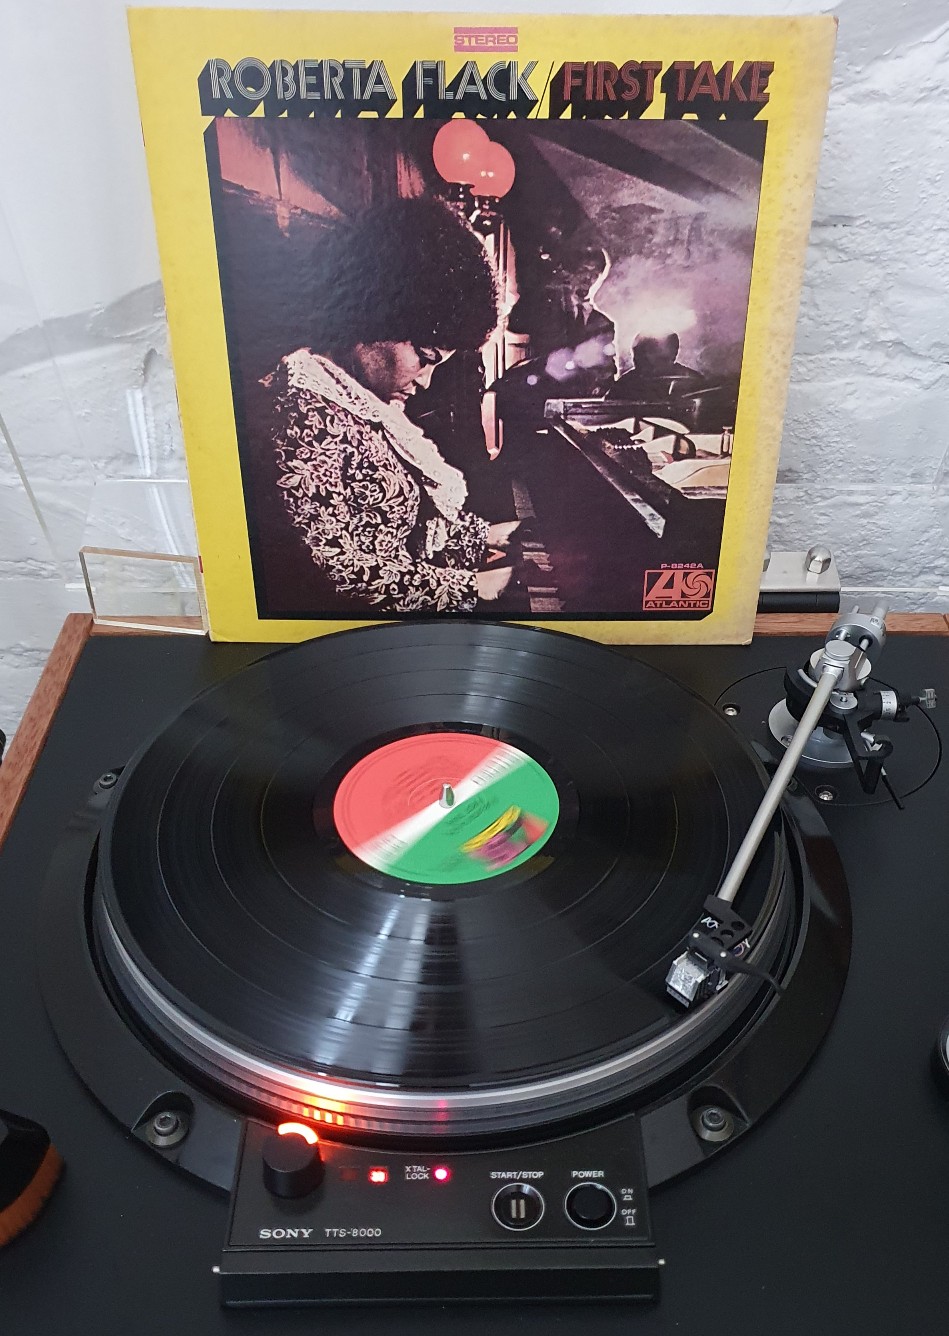 STEREO
ROBERTA FLACK/FIRST TAKE
P-8242A
ATLANTIC
XTAL-
LOCK
START/STOP
POWER
ON
OFF
SONY TTS-8000